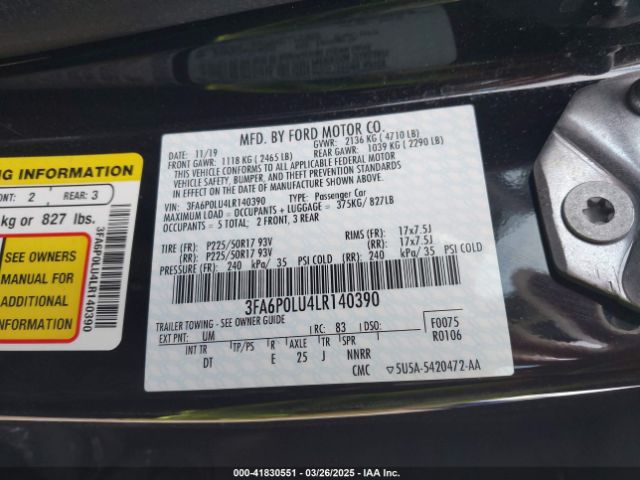 NG INFORMATION
NT: 2 REAR: 3
kg or 827 lbs.
SEE OWNERS
MANUAL FOR
ADDITIONAL
INFORMATION
3FA6P0LU4LR140390
MFD. BY FORD MOTOR CO.
DATE: 11/19 GVWR: 2136 KG ( 4710 LB)
FRONT GAWR: 1118 KG ( 2465 LB) REAR GAWR: 1039 KG ( 2290 LB)
THIS VEHICLE CONFORMS TO ALL APPLICABLE FEDERAL MOTOR
VEHICLE SAFETY, BUMPER, AND THEFT PREVENTION STANDARDS
IN EFFECT ON THE DATE OF MANUFACTURE SHOWN ABOVE.
VIN: 3FA6P0LU4LR140390 TYPE: Passenger Car
MAXIMUM LOAD = OCCUPANTS + LUGGAGE = 375KG / 827LB
OCCUPANTS = 5 TOTAL; 2 FRONT, 3 REAR
TIRE (FR): P225/50R17 93V RIMS (FR): 17x7.5J
TIRE (RR): P225/50R17 93V (RR): 17x7.5J
PRESSURE (FR): 240 kPa/ 35 PSI COLD (RR): 240 kPa/ 35 PSI COLD
3FA6P0LU4LR140390
TRAILER TOWING - SEE OWNER GUIDE
EXT PNT: UM RC: 83 DSO: F0075
R0106
INT TR TP/PS R AXLE TR SPR
DT E 25 J NNRR
CMC 5U5A-5420472-AA
0-41830551 | 03/26/2025 | IAA, Inc.